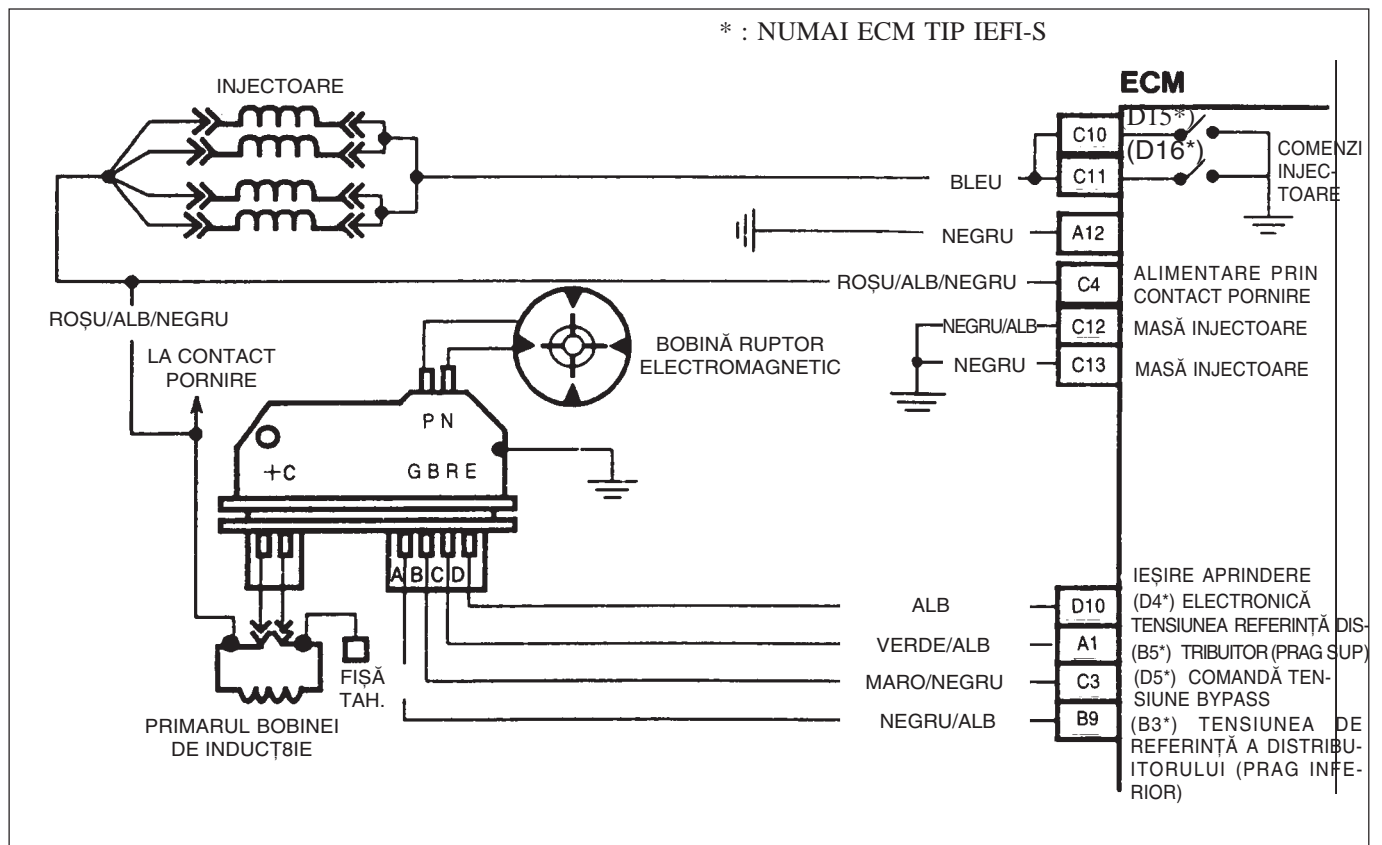 * : NUMAI ECM TIP IEFI-S
INJECTOARE
ECM
D15*)
C10
(D16*)
COMENZI
INJEC-
TOARE
BLEU
C11
NEGRU
A12
ROȘU/ALB/NEGRU
C4
ALIMENTARE PRIN
CONTACT PORNIRE
NEGRU/ALB
C12
MASĂ INJECTOARE
NEGRU
C13
MASĂ INJECTOARE
ROȘU/ALB/NEGRU
LA CONTACT
PORNIRE
BOBINĂ RUPTOR
ELECTROMAGNETIC
P N
+C
G B R E
A B C D
FIȘĂ
TAH.
PRIMARUL BOBINEI
DE INDUCȚ8IE
ALB
D10
IEȘIRE APRINDERE
(D4*) ELECTRONICĂ
VERDE/ALB
A1
TENSIUNEA REFERINȚĂ DIS-
(B5*) TRIBUITOR (PRAG SUP)
MARO/NEGRU
C3
(D5*) COMANDĂ TEN-
SIUNE BYPASS
NEGRU/ALB
B9
(B3*) TENSIUNEA DE
REFERINȚĂ A DISTRIBU-
ITORULUI (PRAG INFE-
RIOR)